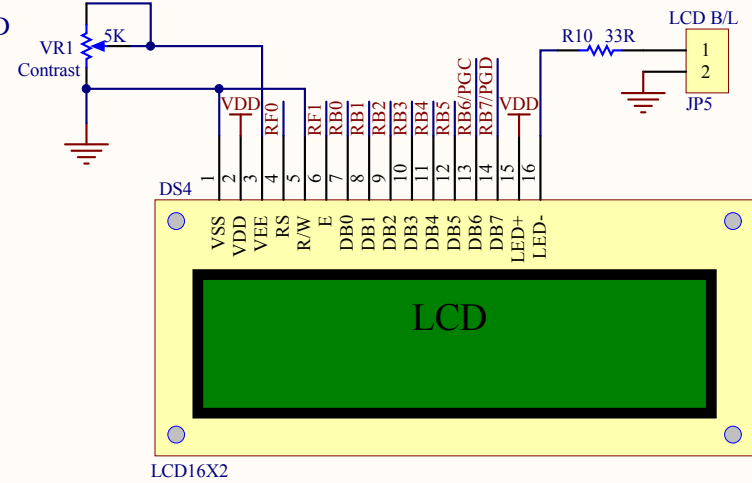 D
LCD B/L
5K
VR1
Contrast
R10 33R
1
2
JP5
VDD
RF0
RF1
RB0
RB1
RB2
RB3
RB4
RB5
RB6/PGC
RB7/PGD
VDD
1
2
3
4
5
6
7
8
9
10
11
12
13
14
15
16
DS4
VSS
VDD
VEE
RS
R/W
E
DB0
DB1
DB2
DB3
DB4
DB5
DB6
DB7
LED+
LED-
LCD
LCD16X2